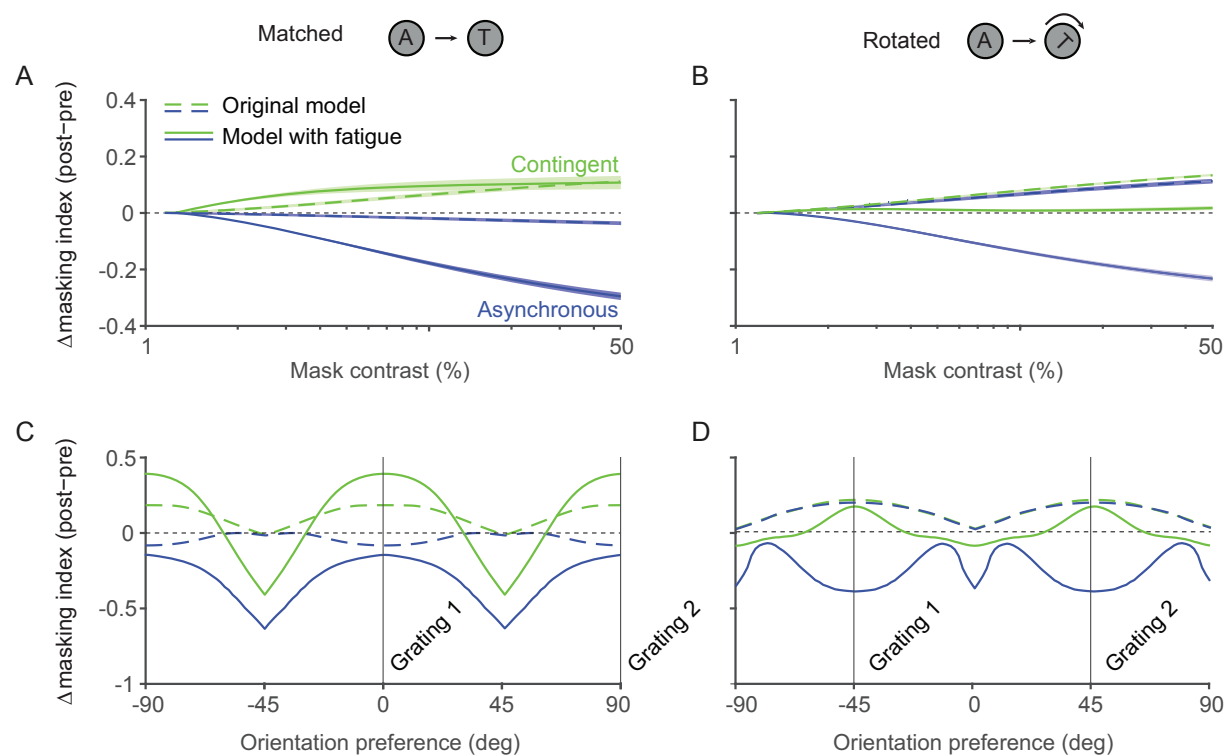 Matched A T
Rotated A T
A
B
Δmasking index (post−pre)
0.4
0.2
0
-0.2
-0.4
Original model
Model with fatigue
Contingent
Asynchronous
1 50
Mask contrast (%)
1 50
Mask contrast (%)
C
D
Δmasking index (post−pre)
0.5
0
-0.5
-1
Grating 1
Grating 2
-90 -45 0 45 90
Orientation preference (deg)
Grating 1
Grating 2
-90 -45 0 45 90
Orientation preference (deg)